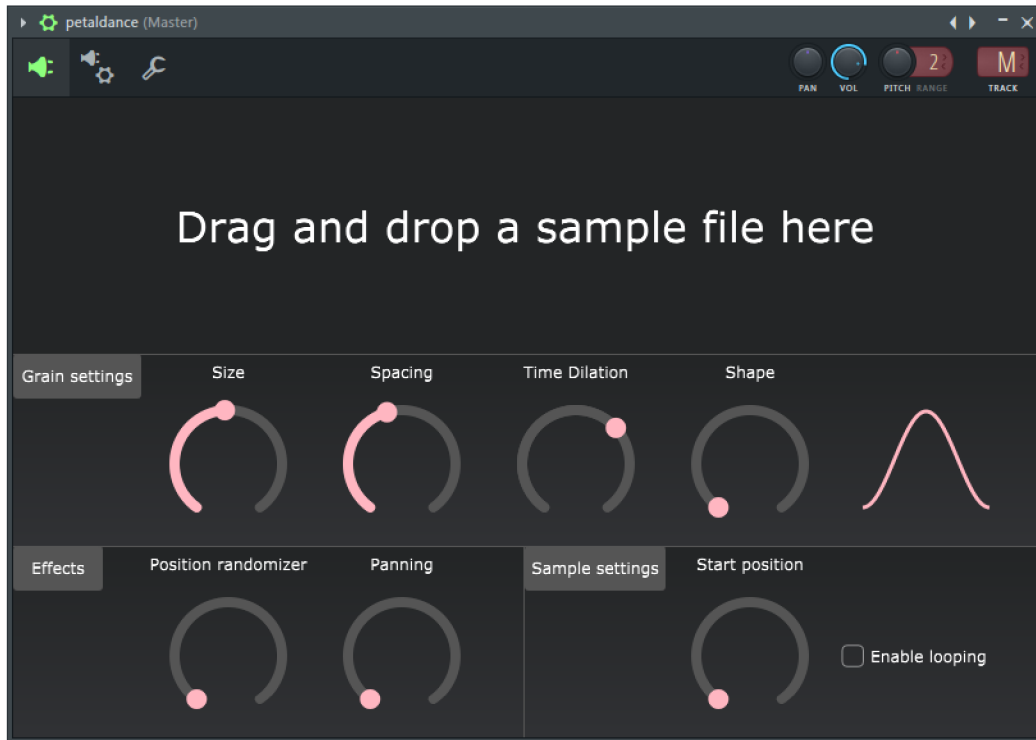 petaldance (Master)
PAN VOL PITCH RANGE TRACK
2
M
Drag and drop a sample file here
Grain settings
Size
Spacing
Time Dilation
Shape
Effects
Position randomizer
Panning
Sample settings
Start position
Enable looping